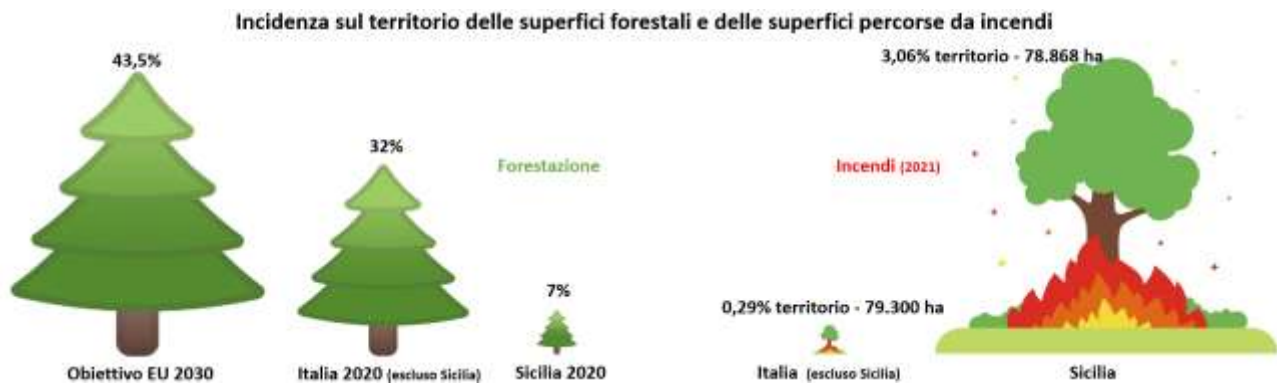 Incidenza sul territorio delle superfici forestali e delle superfici percorse da incendi
43,5%
3,06% territorio - 78.868 ha
32%
Forestazione
Incendi (2021)
7%
0,29% territorio - 79.300 ha
Obiettivo EU 2030
Italia 2020 (escluso Sicilia)
Sicilia 2020
Italia (escluso Sicilia)
Sicilia